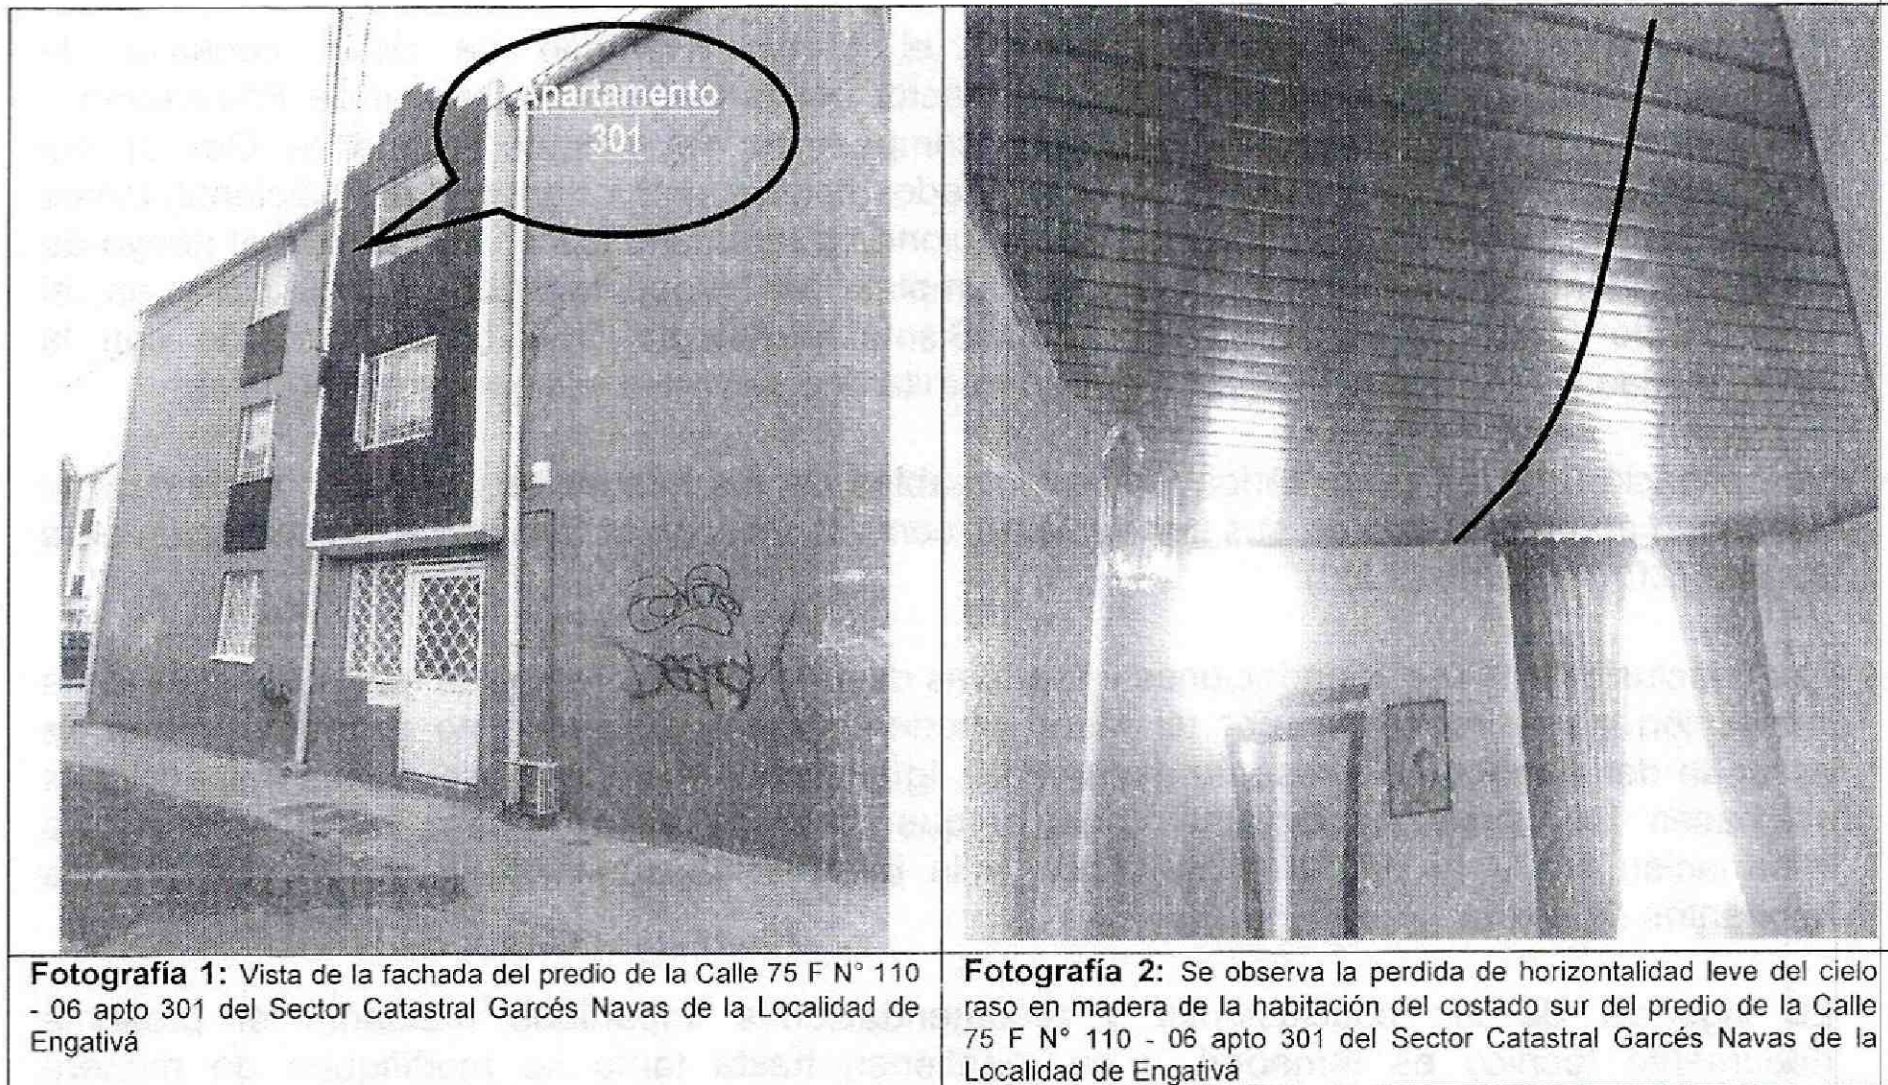 Apartamento
301
Fotografía 1: Vista de la fachada del predio de la Calle 75 F N° 110
- 06 apto 301 del Sector Catastral Garcés Navas de la Localidad de
Engativá
Fotografía 2: Se observa la perdida de horizontalidad leve del cielo
raso en madera de la habitación del costado sur del predio de la Calle
75 F N° 110 - 06 apto 301 del Sector Catastral Garcés Navas de la
Localidad de Engativá